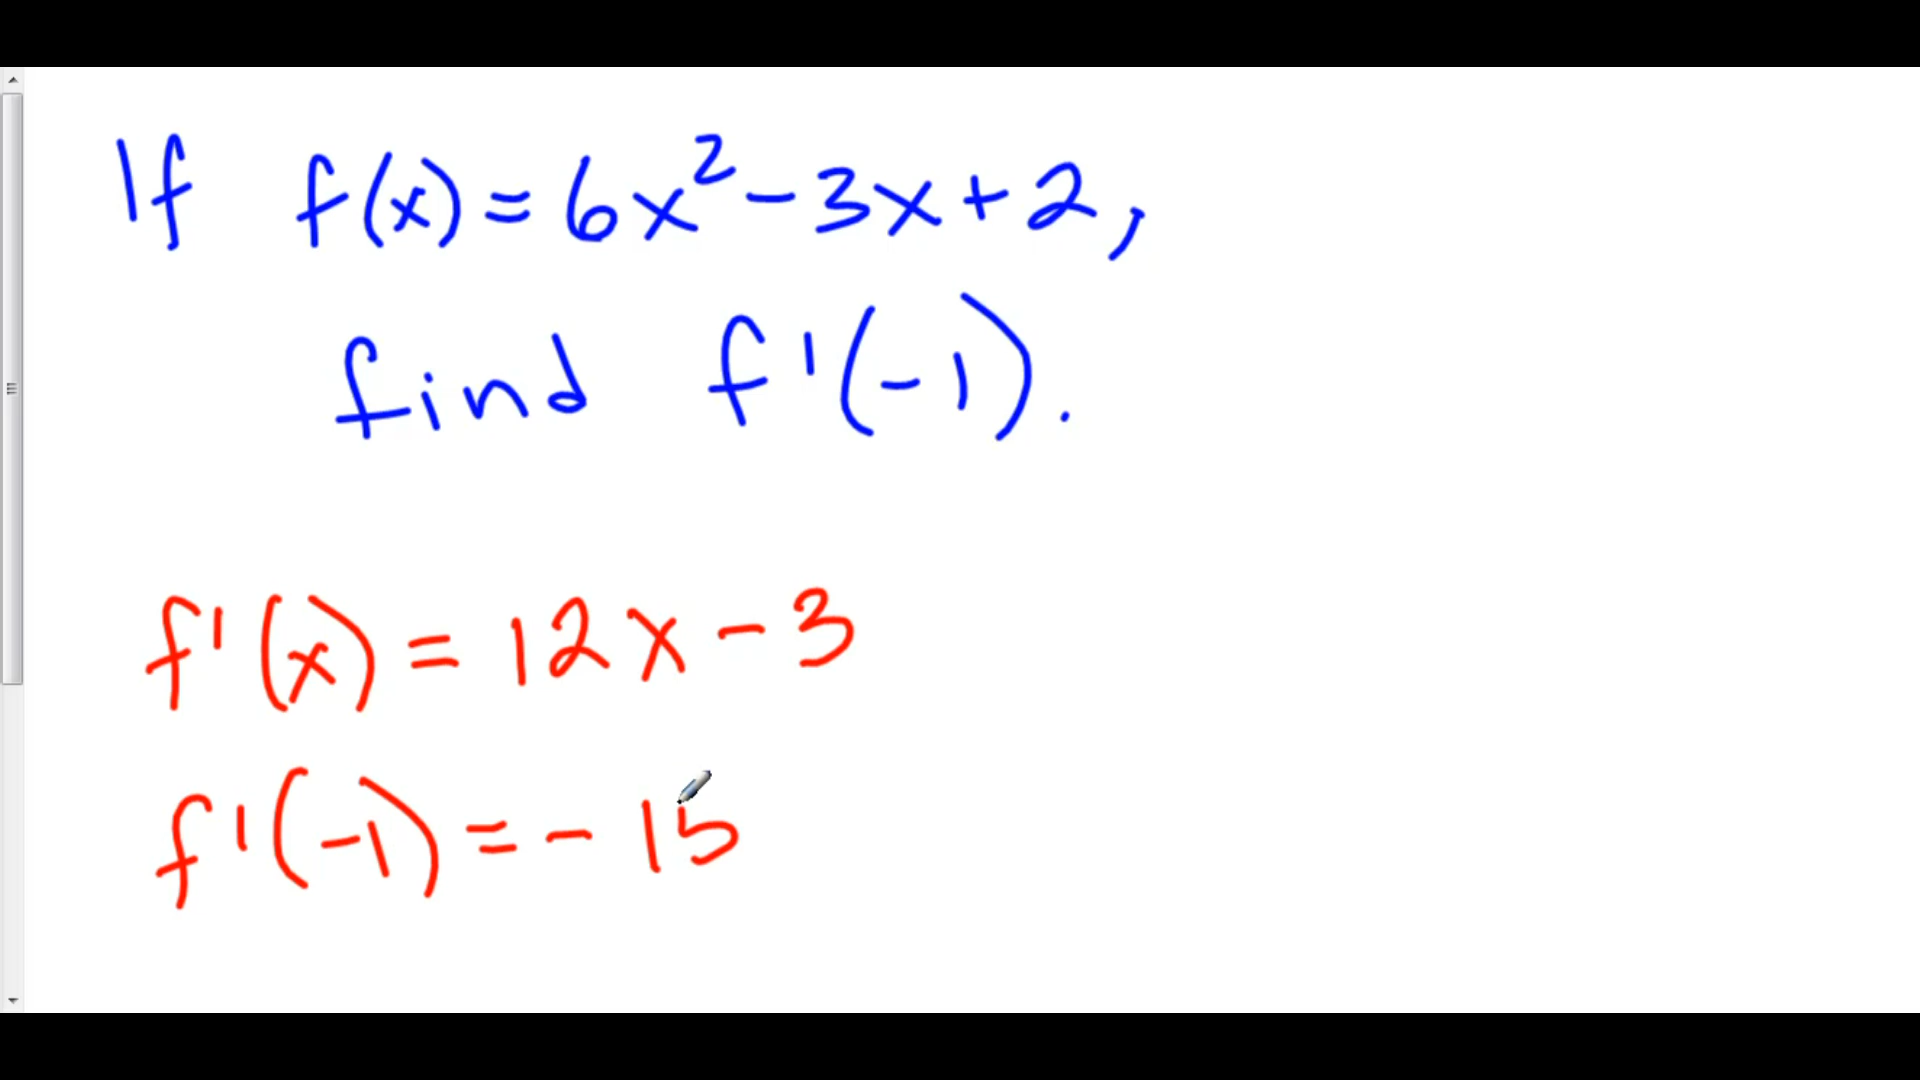 If f(x) = 6x² - 3x + 2,
find f'(-1).
f'(x) = 12x - 3
f'(-1) = - 15